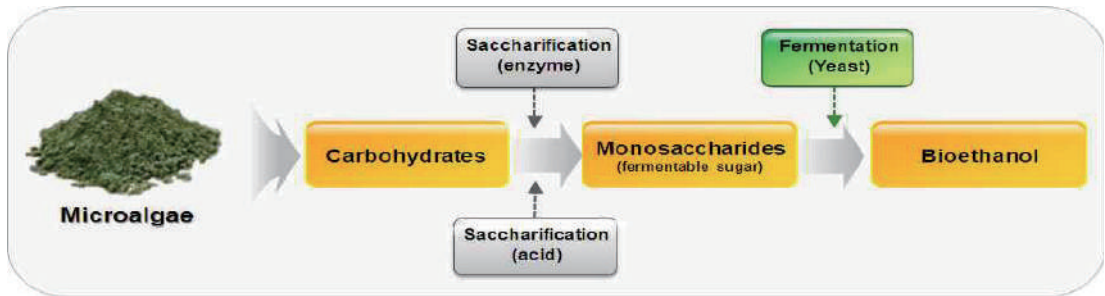 Saccharification
(enzyme)
Fermentation
(Yeast)
Microalgae
Carbohydrates
Monosaccharides
(fermentable sugar)
Bioethanol
Saccharification
(acid)